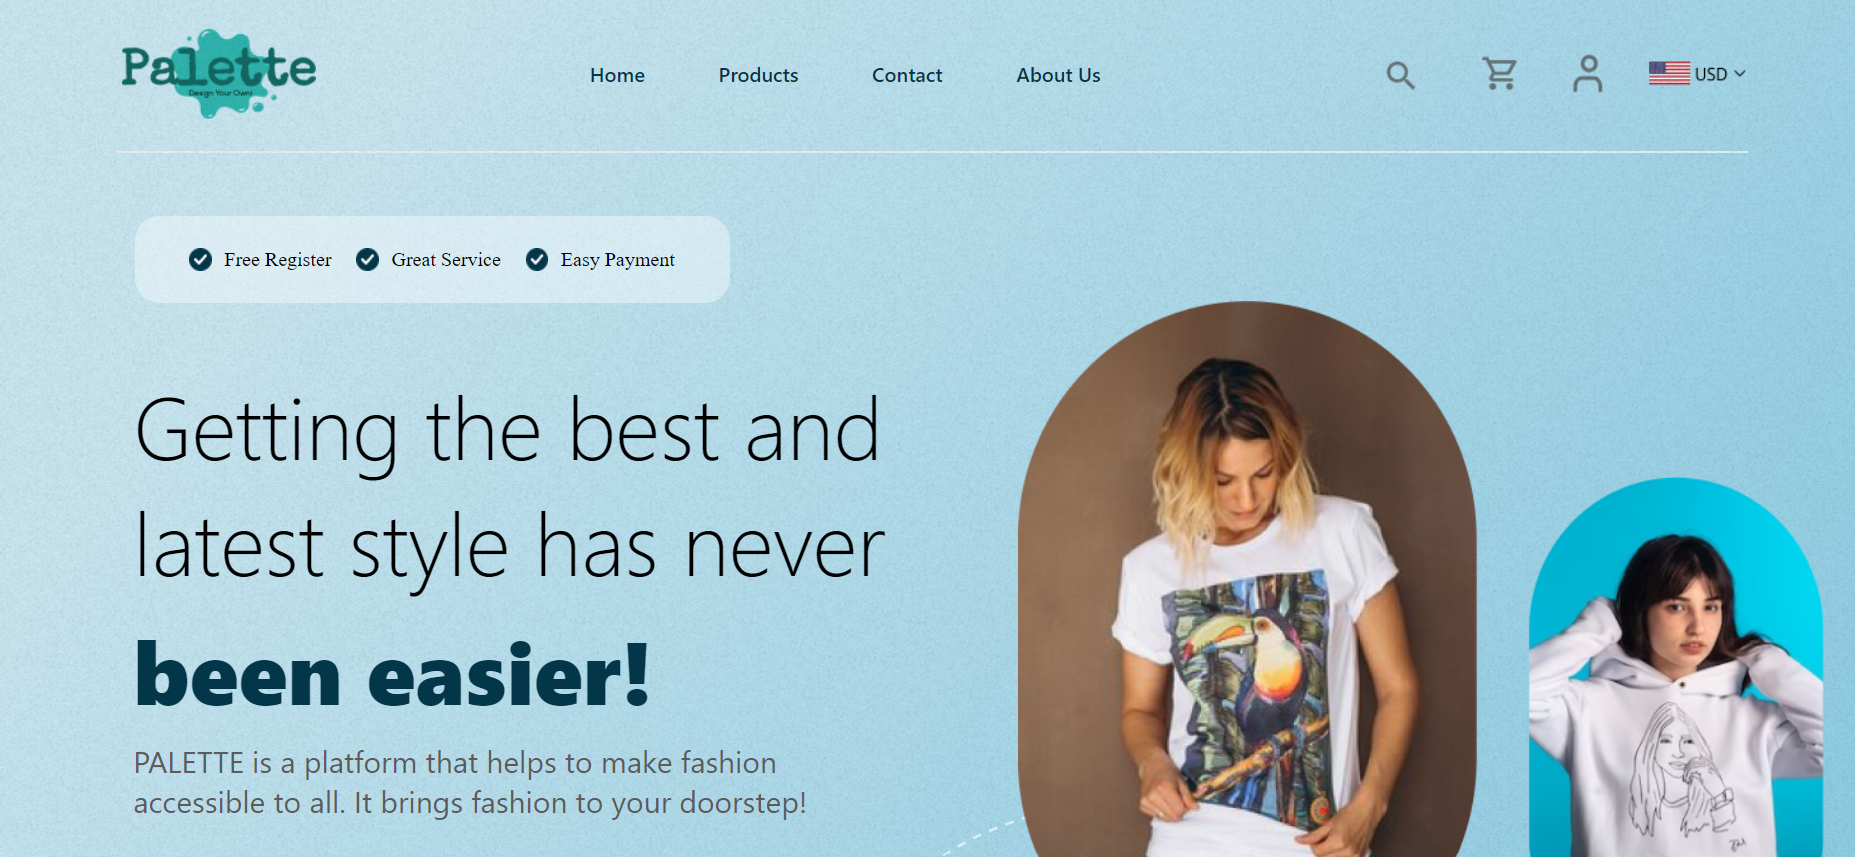 Palette
Design Your Own!
Home Products Contact About Us USD
Free Register Great Service Easy Payment
Getting the best and
latest style has never
been easier!
PALETTE is a platform that helps to make fashion
accessible to all. It brings fashion to your doorstep!